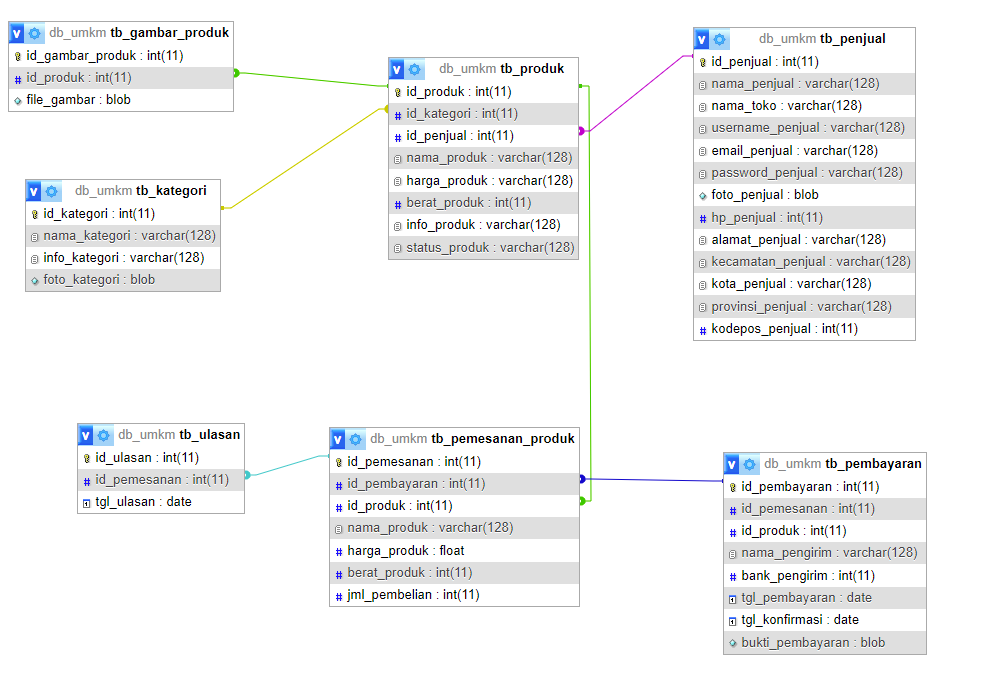 db_umkm tb_gambar_produk
id_gambar_produk : int(11)
# id_produk : int(11)
file_gambar : blob
db_umkm tb_kategori
id_kategori : int(11)
nama_kategori : varchar(128)
info_kategori : varchar(128)
foto_kategori : blob
db_umkm tb_produk
id_produk : int(11)
# id_kategori : int(11)
# id_penjual : int(11)
nama_produk : varchar(128)
harga_produk : varchar(128)
# berat_produk : int(11)
info_produk : varchar(128)
status_produk : varchar(128)
db_umkm tb_penjual
id_penjual : int(11)
nama_penjual : varchar(128)
nama_toko : varchar(128)
username_penjual : varchar(128)
email_penjual : varchar(128)
password_penjual : varchar(128)
foto_penjual : blob
# hp_penjual : int(11)
alamat_penjual : varchar(128)
kecamatan_penjual : varchar(128)
kota_penjual : varchar(128)
provinsi_penjual : varchar(128)
# kodepos_penjual : int(11)
db_umkm tb_ulasan
id_ulasan : int(11)
# id_pemesanan : int(11)
tgl_ulasan : date
db_umkm tb_pemesanan_produk
id_pemesanan : int(11)
# id_pembayaran : int(11)
# id_produk : int(11)
nama_produk : varchar(128)
# harga_produk : float
# berat_produk : int(11)
# jml_pembelian : int(11)
db_umkm tb_pembayaran
id_pembayaran : int(11)
# id_pemesanan : int(11)
# id_produk : int(11)
nama_pengirim : varchar(128)
# bank_pengirim : int(11)
tgl_pembayaran : date
tgl_konfirmasi : date
bukti_pembayaran : blob